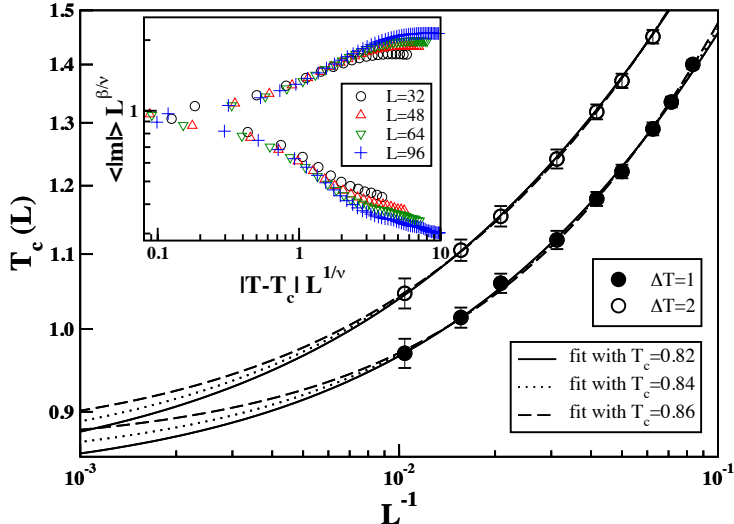 1.5
1.4
1.3
1.2
1.1
1.0
0.9
T_c (L)
10^-3
10^-2
10^-1
L^-1
<|m|> L^β/ν
1
0.1
1
10
|T-T_c| L^1/ν
L=32
L=48
L=64
L=96
ΔT=1
ΔT=2
fit with T_c=0.82
fit with T_c=0.84
fit with T_c=0.86